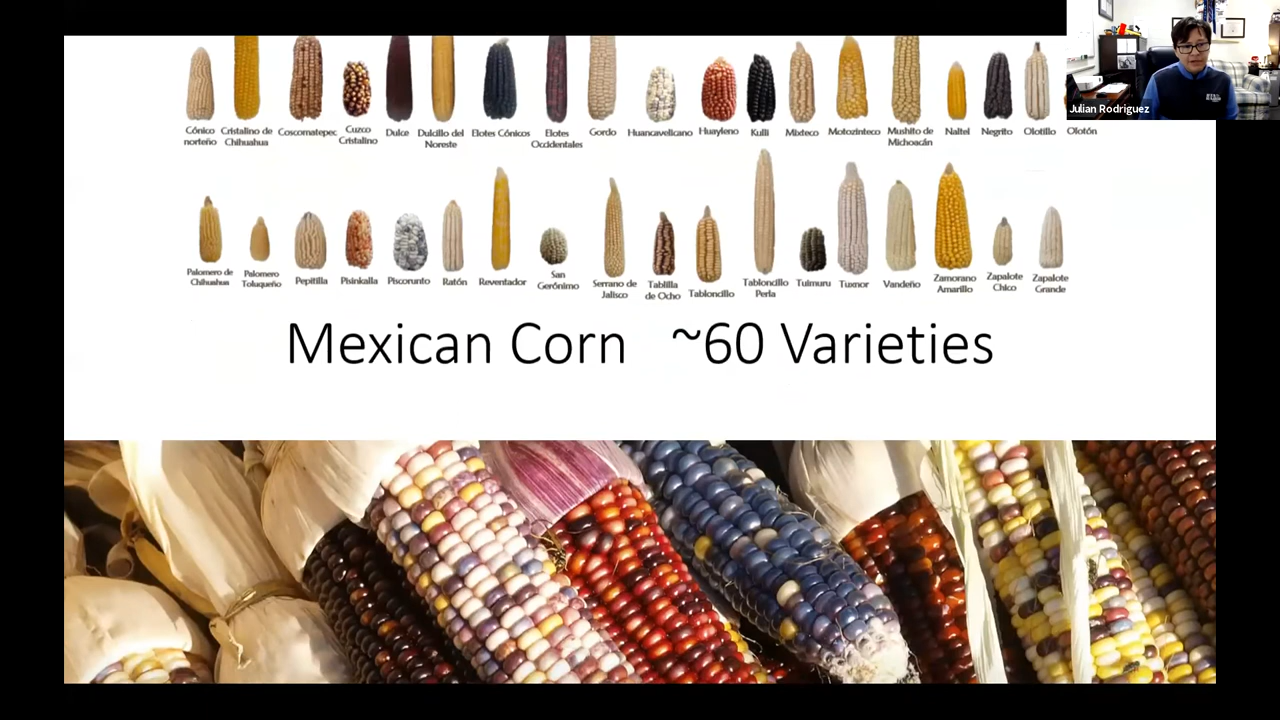 Julian Rodriguez
Cónico norteño
Cristalino de Chihuahua
Coscomatepec
Cuzco Cristalino
Dulce
Dulcillo del Noreste
Elotes Cónicos
Elotes Occidentales
Gordo
Huancavelicano
Huayleno
Kulli
Mixteco
Motozinteco
Mushito de Michoacán
Naltel
Negrito
Olotillo
Olotón
Palomero de Chihuahua
Palomero Toluqueño
Pepitilla
Pisinkalla
Piscorunto
Ratón
Reventador
San Gerónimo
Serrano de Jalisco
Tablilla de Ocho
Tabloncillo
Tabloncillo Perla
Tuimuru
Tuxnor
Vandeño
Zamorano Amarillo
Zapalote Chico
Zapalote Grande
Mexican Corn ~60 Varieties